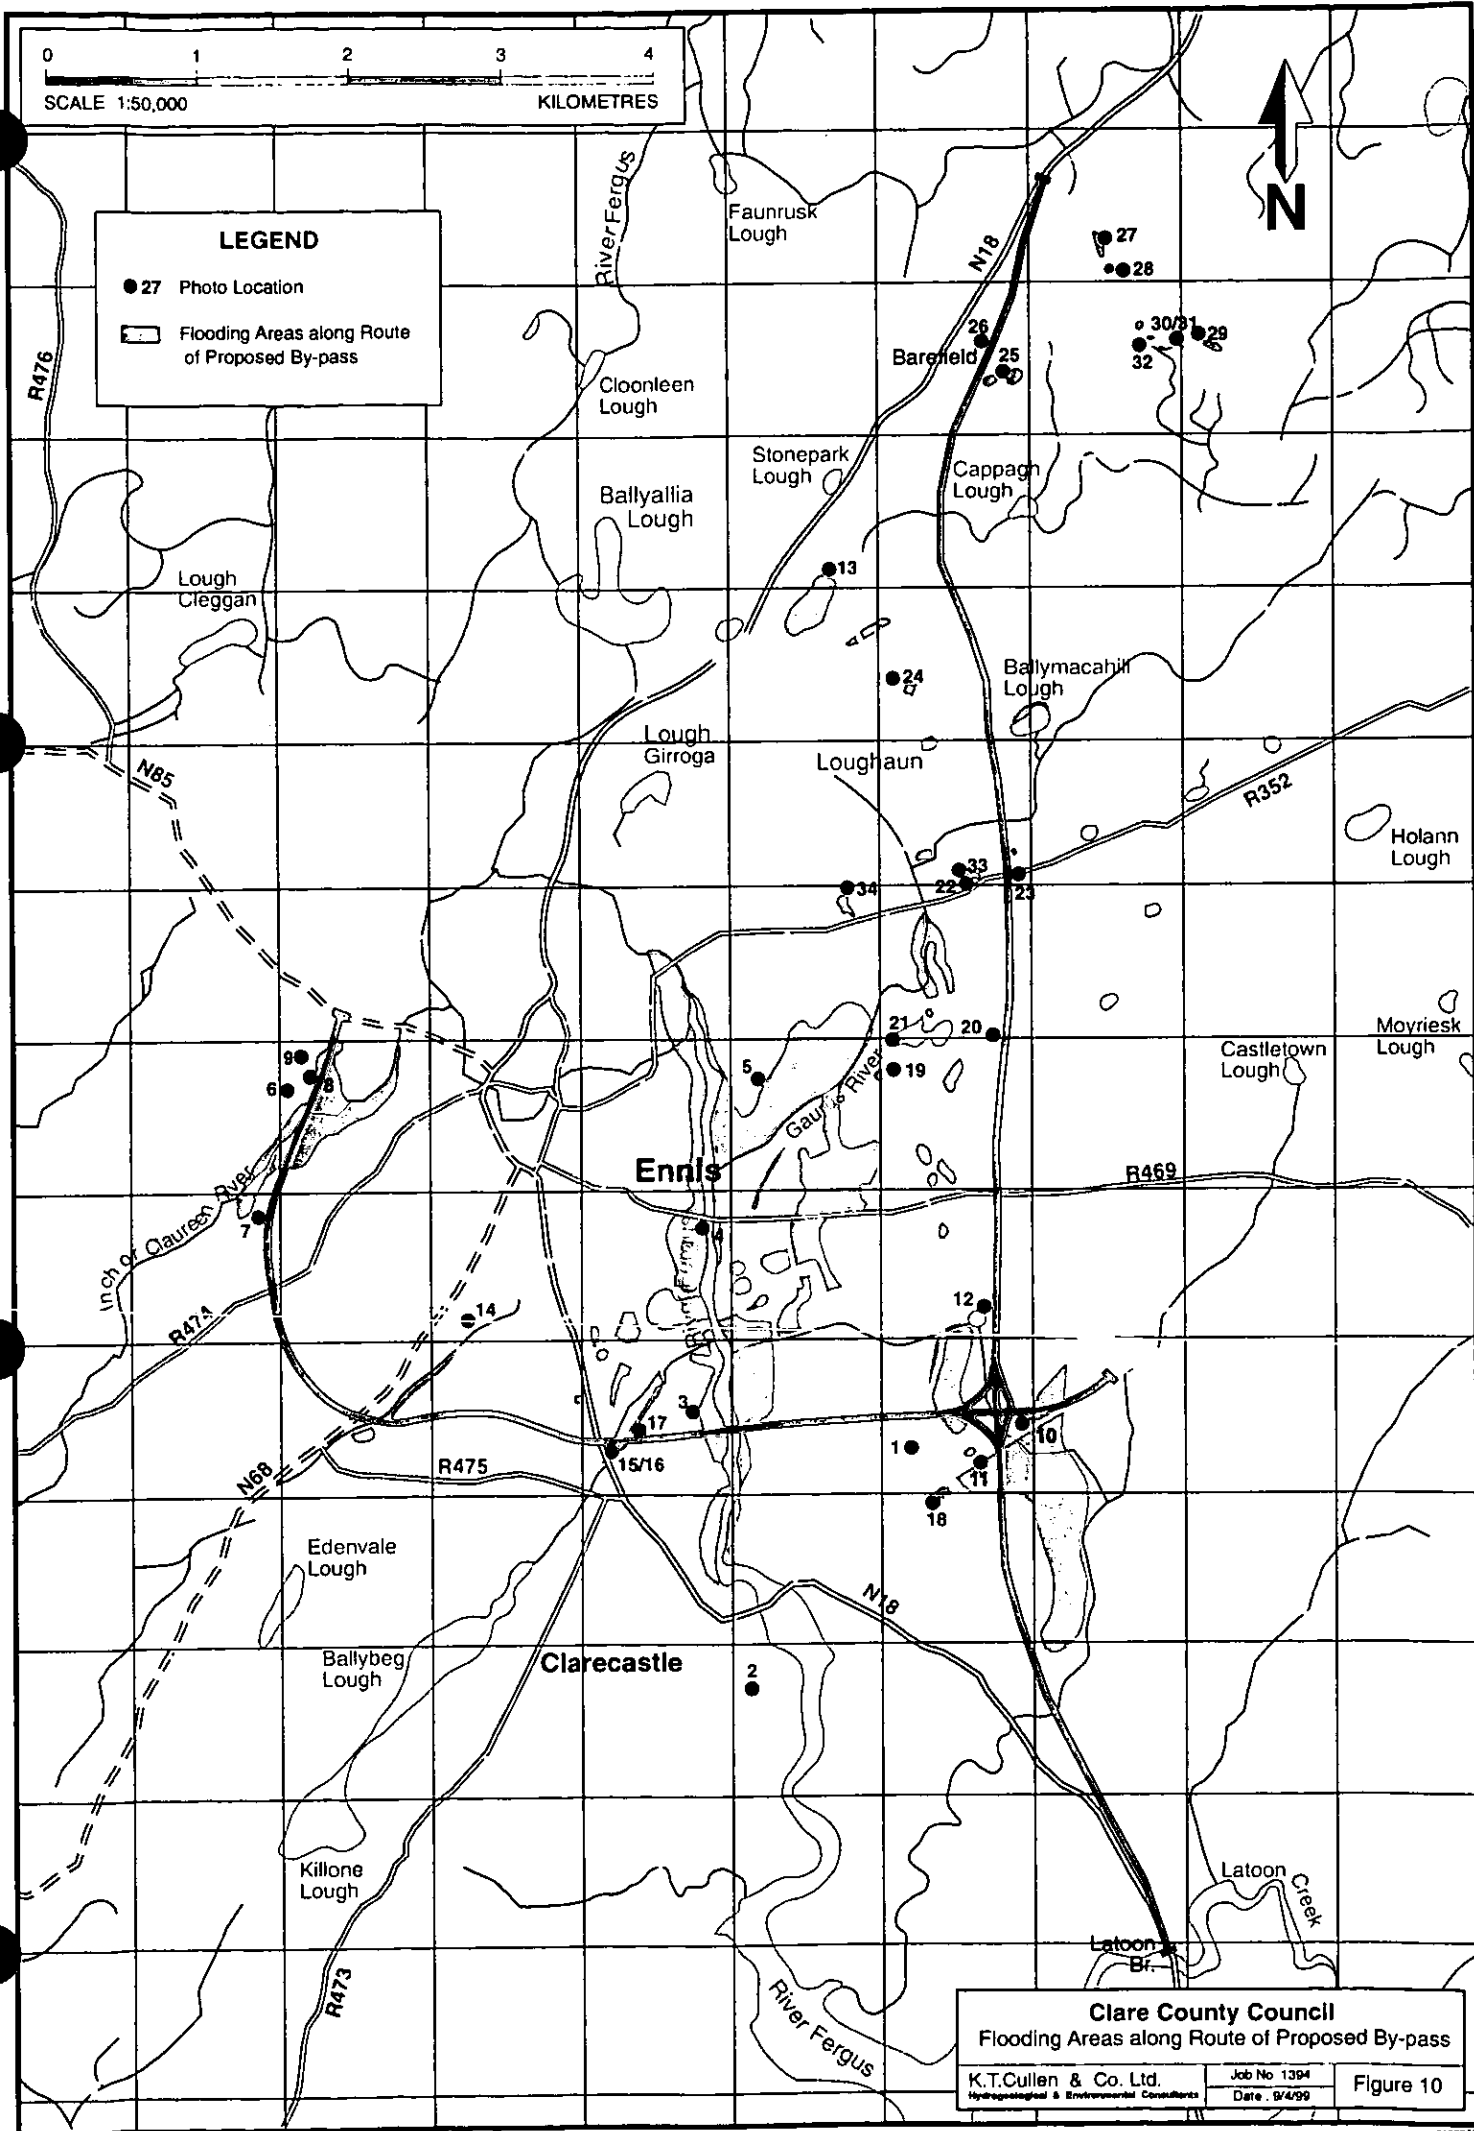 0 1 2 3 4
SCALE 1:50,000 KILOMETRES
LEGEND
27 Photo Location
Flooding Areas along Route
of Proposed By-pass
N
River Fergus
Faunrusk
Lough
N18
27
28
30/31
29
32
26
Barefield
25
R476
Cloonleen
Lough
Stonepark
Lough
Cappagh
Lough
Ballyallia
Lough
13
Lough
Cleggan
24
Ballymacahill
Lough
Lough
Girroga
Loughaun
N85
R352
Holann
Lough
33
22
23
34
Moyriesk
Lough
Castletown
Lough
21
20
19
5
9
8
6
Gaurus River
Ennis
R469
7
Inch or Claureen River
4
R474
14
12
3
17
15/16
1
10
11
18
R475
N68
Edenvale
Lough
N18
Ballybeg
Lough
Clarecastle
2
Killone
Lough
R473
Latoon
Creek
Latoon
Br.
River Fergus
Clare County Council
Flooding Areas along Route of Proposed By-pass
K.T.Cullen & Co. Ltd.
Hydrogeological & Environmental Consultants
Job No 1394
Date . 9/4/99
Figure 10